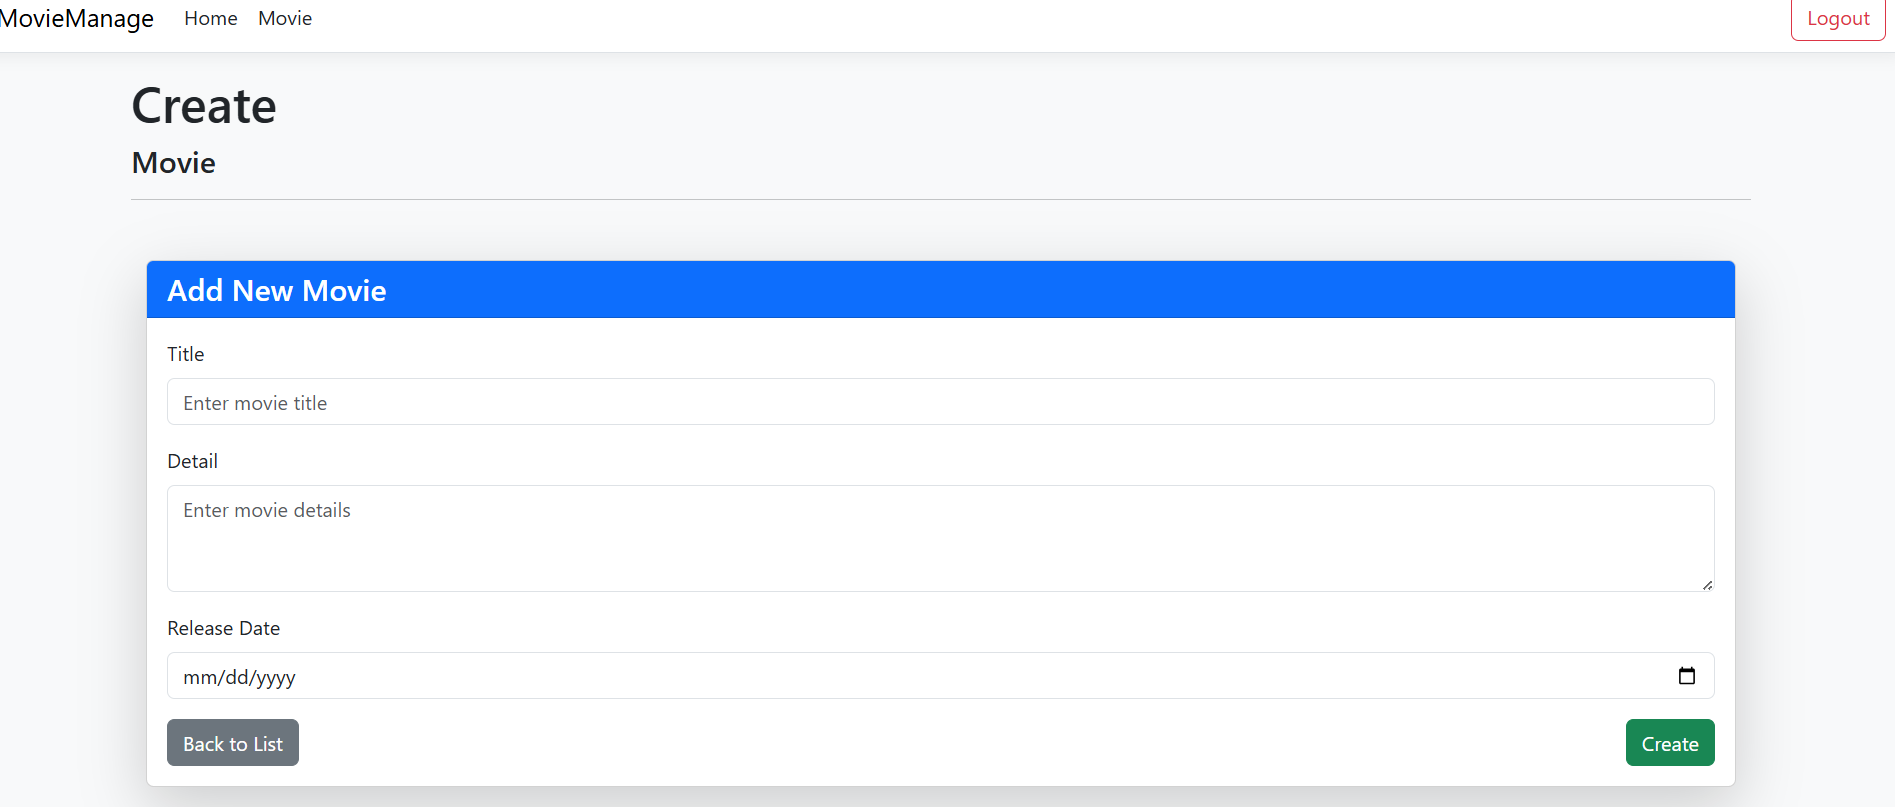 MovieManage Home Movie Logout
Create
Movie
Add New Movie
Title
Enter movie title
Detail
Enter movie details
Release Date
mm/dd/yyyy
Back to List Create